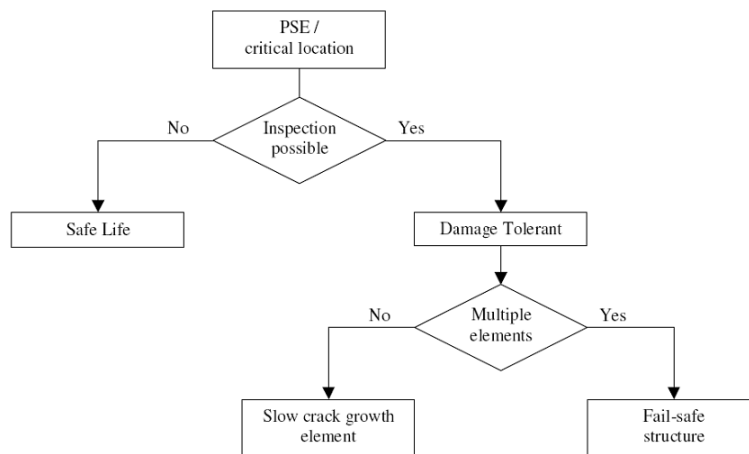 PSE /
critical location
No
Inspection
possible
Yes
Safe Life
Damage Tolerant
No
Multiple
elements
Yes
Slow crack growth
element
Fail-safe
structure